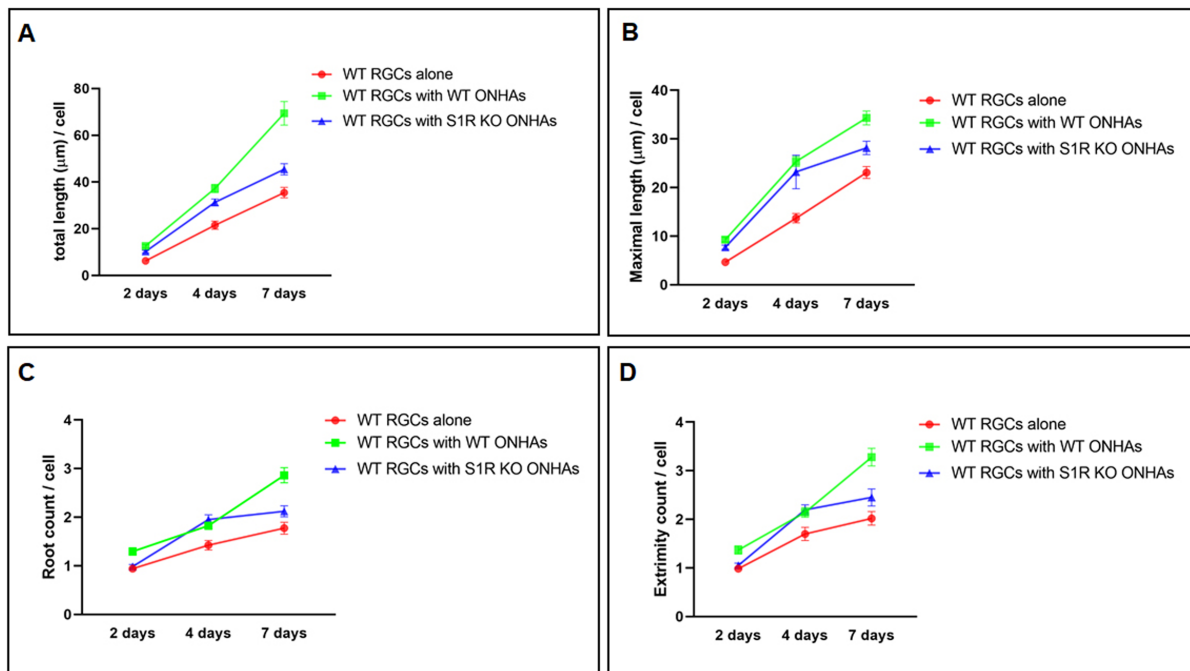 A
WT RGCs alone
WT RGCs with WT ONHAs
WT RGCs with S1R KO ONHAs
total length (μm) / cell
80
60
40
20
0
2 days 4 days 7 days
B
WT RGCs alone
WT RGCs with WT ONHAs
WT RGCs with S1R KO ONHAs
Maximal length (μm) / cell
40
30
20
10
0
2 days 4 days 7 days
C
WT RGCs alone
WT RGCs with WT ONHAs
WT RGCs with S1R KO ONHAs
Root count / cell
4
3
2
1
0
2 days 4 days 7 days
D
WT RGCs alone
WT RGCs with WT ONHAs
WT RGCs with S1R KO ONHAs
Extrimity count / cell
4
3
2
1
0
2 days 4 days 7 days